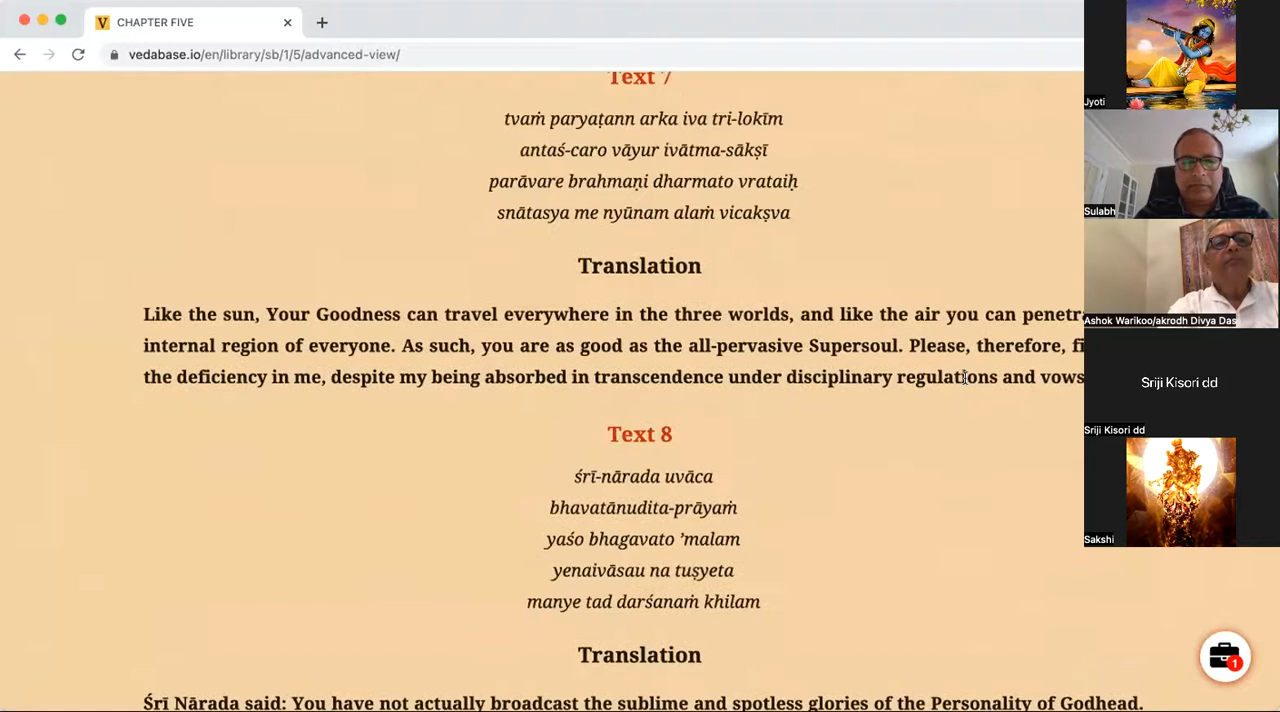 CHAPTER FIVE
vedabase.io/en/library/sb/1/5/advanced-view/
Text 7
tvaṁ paryaṭann arka iva tri-lokīm
antaś-caro vāyur ivātma-sākṣī
parāvare brahmaṇi dharmato vrataiḥ
snātasya me nyūnam alaṁ vicakṣva
Translation
Like the sun, Your Goodness can travel everywhere in the three worlds, and like the air you can
internal region of everyone. As such, you are as good as the all-pervasive Supersoul. Please, therefore,
the deficiency in me, despite my being absorbed in transcendence under disciplinary regulations and vows
Text 8
śrī-nārada uvāca
bhavatānudita-prāyaṁ
yaśo bhagavato ’malam
yenaivāsau na tuṣyeta
manye tad darśanaṁ khilam
Translation
Śrī Nārada said: You have not actually broadcast the sublime and spotless glories of the Personality of Godhead.
Jyoti
Sulabh
Ashok Warikoo/akrodh Divya Das
Sriji Kisori dd
Sriji Kisori dd
Sakshi
1